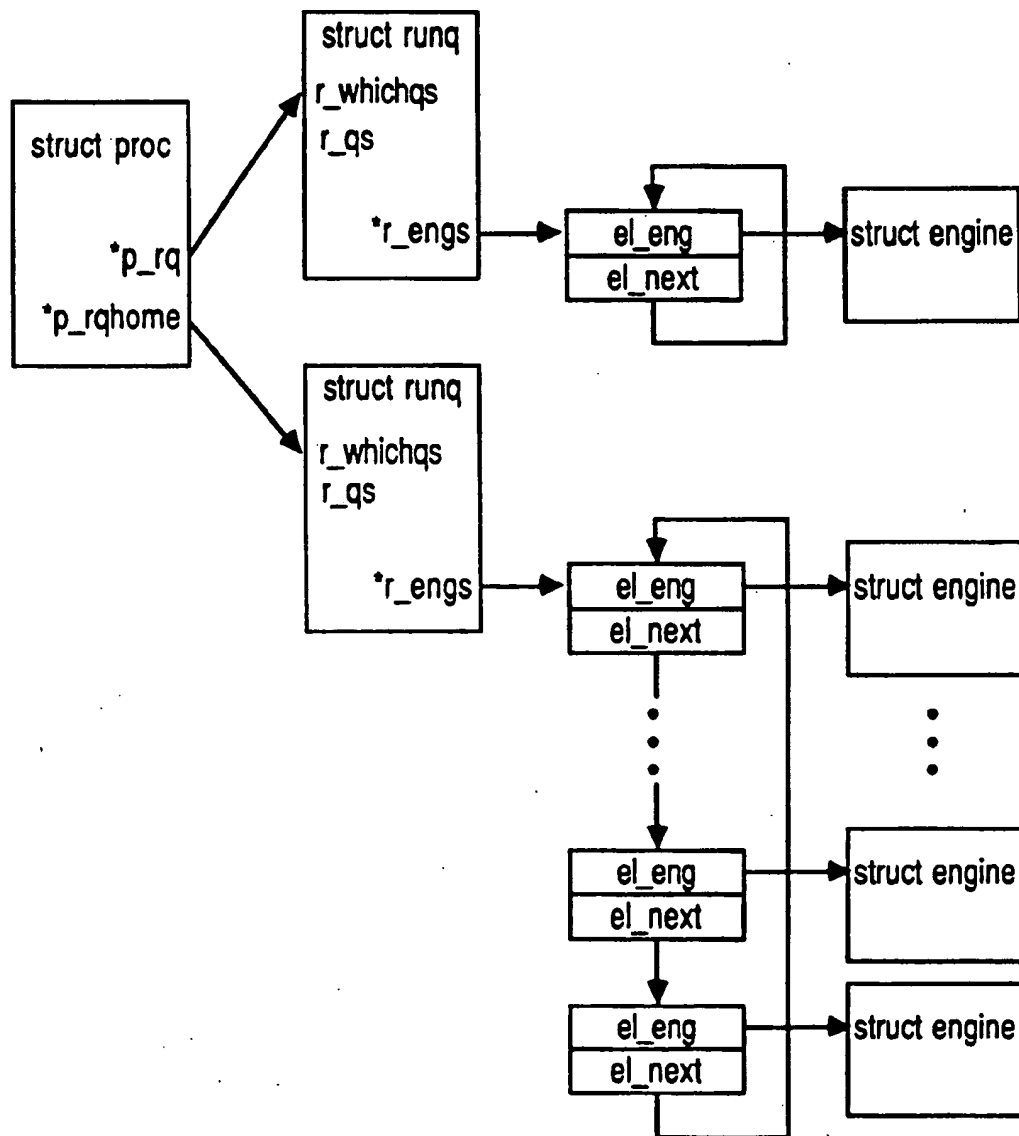 struct proc
*p_rq
*p_rqhome
struct runq
r_whichqs
r_qs
*r_engs
el_eng
el_next
struct engine
struct runq
r_whichqs
r_qs
*r_engs
el_eng
el_next
struct engine
el_eng
el_next
struct engine
el_eng
el_next
struct engine